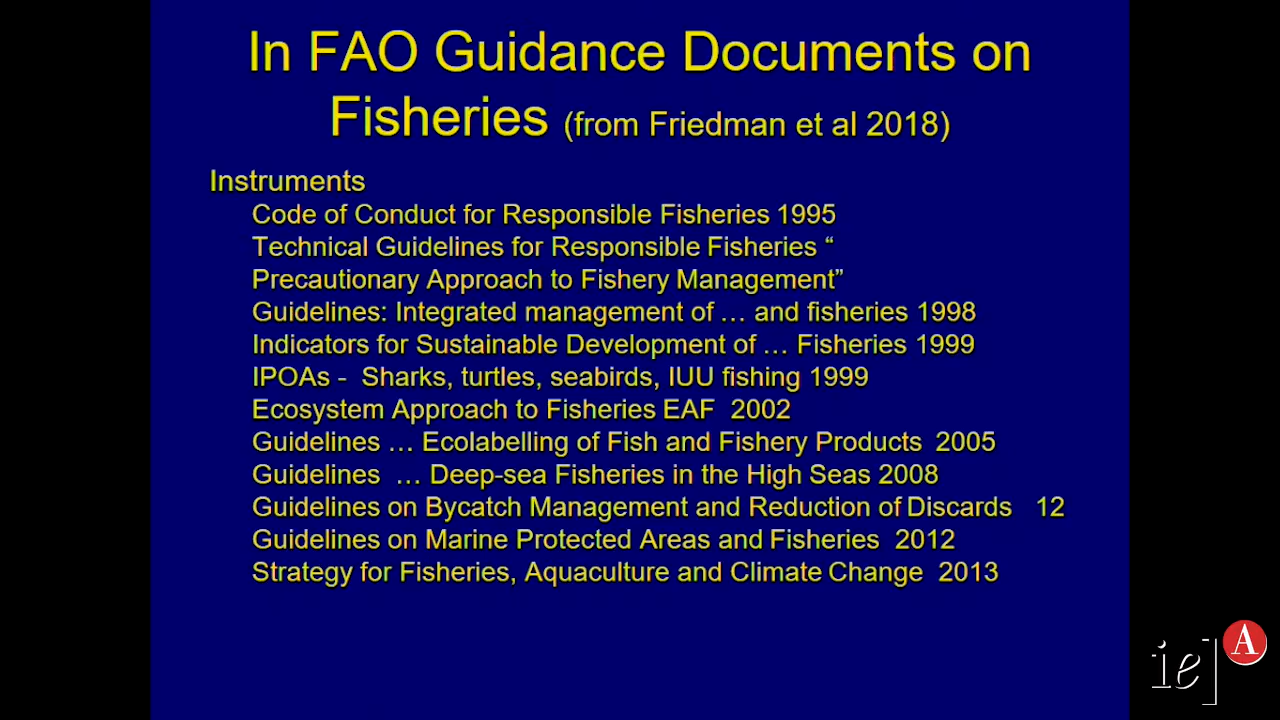 In FAO Guidance Documents on
Fisheries (from Friedman et al 2018)
Instruments
Code of Conduct for Responsible Fisheries 1995
Technical Guidelines for Responsible Fisheries “
Precautionary Approach to Fishery Management”
Guidelines: Integrated management of … and fisheries 1998
Indicators for Sustainable Development of … Fisheries 1999
IPOAs - Sharks, turtles, seabirds, IUU fishing 1999
Ecosystem Approach to Fisheries EAF 2002
Guidelines … Ecolabelling of Fish and Fishery Products 2005
Guidelines … Deep-sea Fisheries in the High Seas 2008
Guidelines on Bycatch Management and Reduction of Discards 12
Guidelines on Marine Protected Areas and Fisheries 2012
Strategy for Fisheries, Aquaculture and Climate Change 2013
ie] A